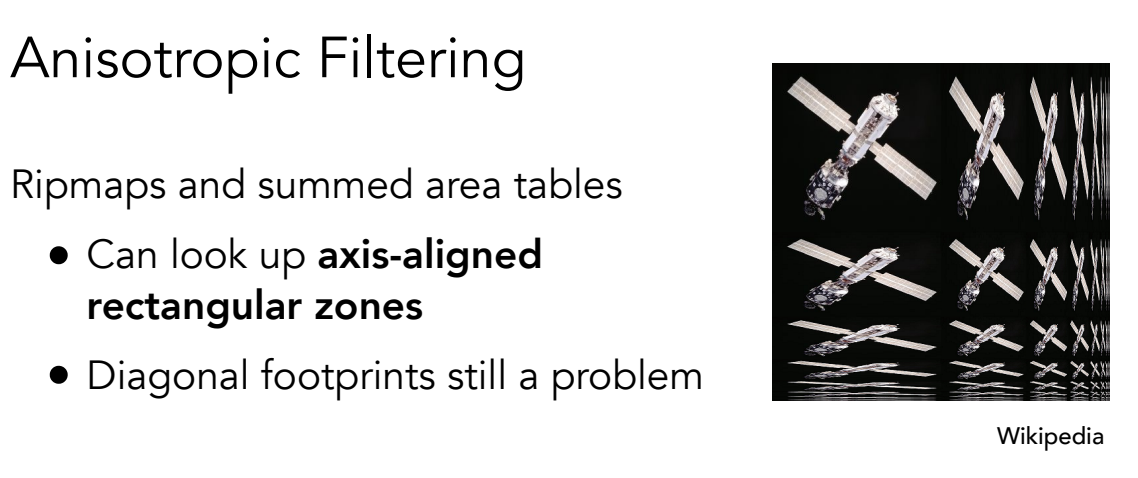 Anisotropic Filtering
Ripmaps and summed area tables
• Can look up axis-aligned
rectangular zones
• Diagonal footprints still a problem
Wikipedia